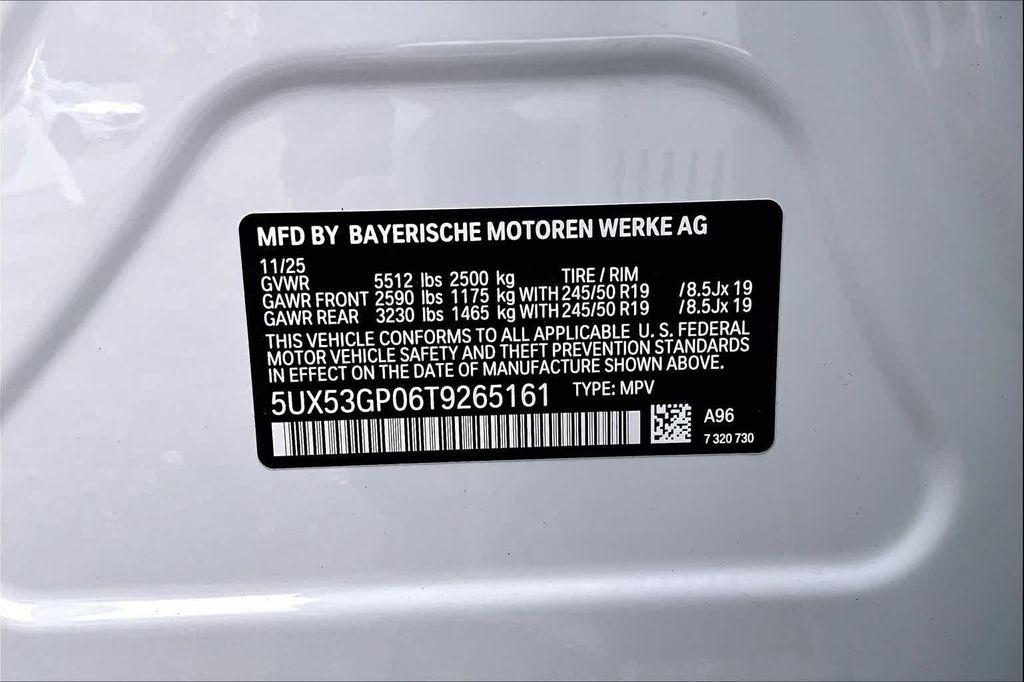 MFD BY BAYERISCHE MOTOREN WERKE AG
11/25
GVWR 5512 lbs 2500 kg TIRE / RIM
GAWR FRONT 2590 lbs 1175 kg WITH 245/50 R19 /8.5Jx 19
GAWR REAR 3230 lbs 1465 kg WITH 245/50 R19 /8.5Jx 19
THIS VEHICLE CONFORMS TO ALL APPLICABLE U. S. FEDERAL
MOTOR VEHICLE SAFETY AND THEFT PREVENTION STANDARDS
IN EFFECT ON THE DATE OF MANUFACTURE SHOWN ABOVE.
5UX53GP06T9265161 TYPE: MPV
A96
7 320 730